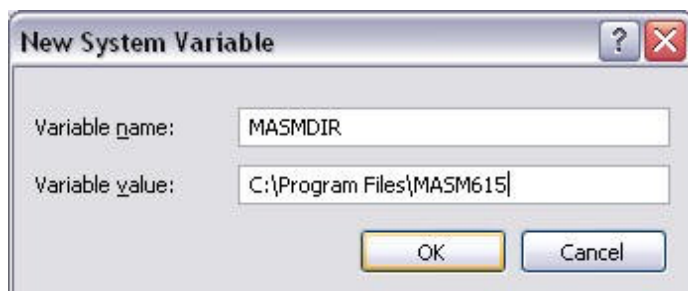 New System Variable
Variable name: MASMDIR
Variable value: C:\Program Files\MASM615
OK Cancel